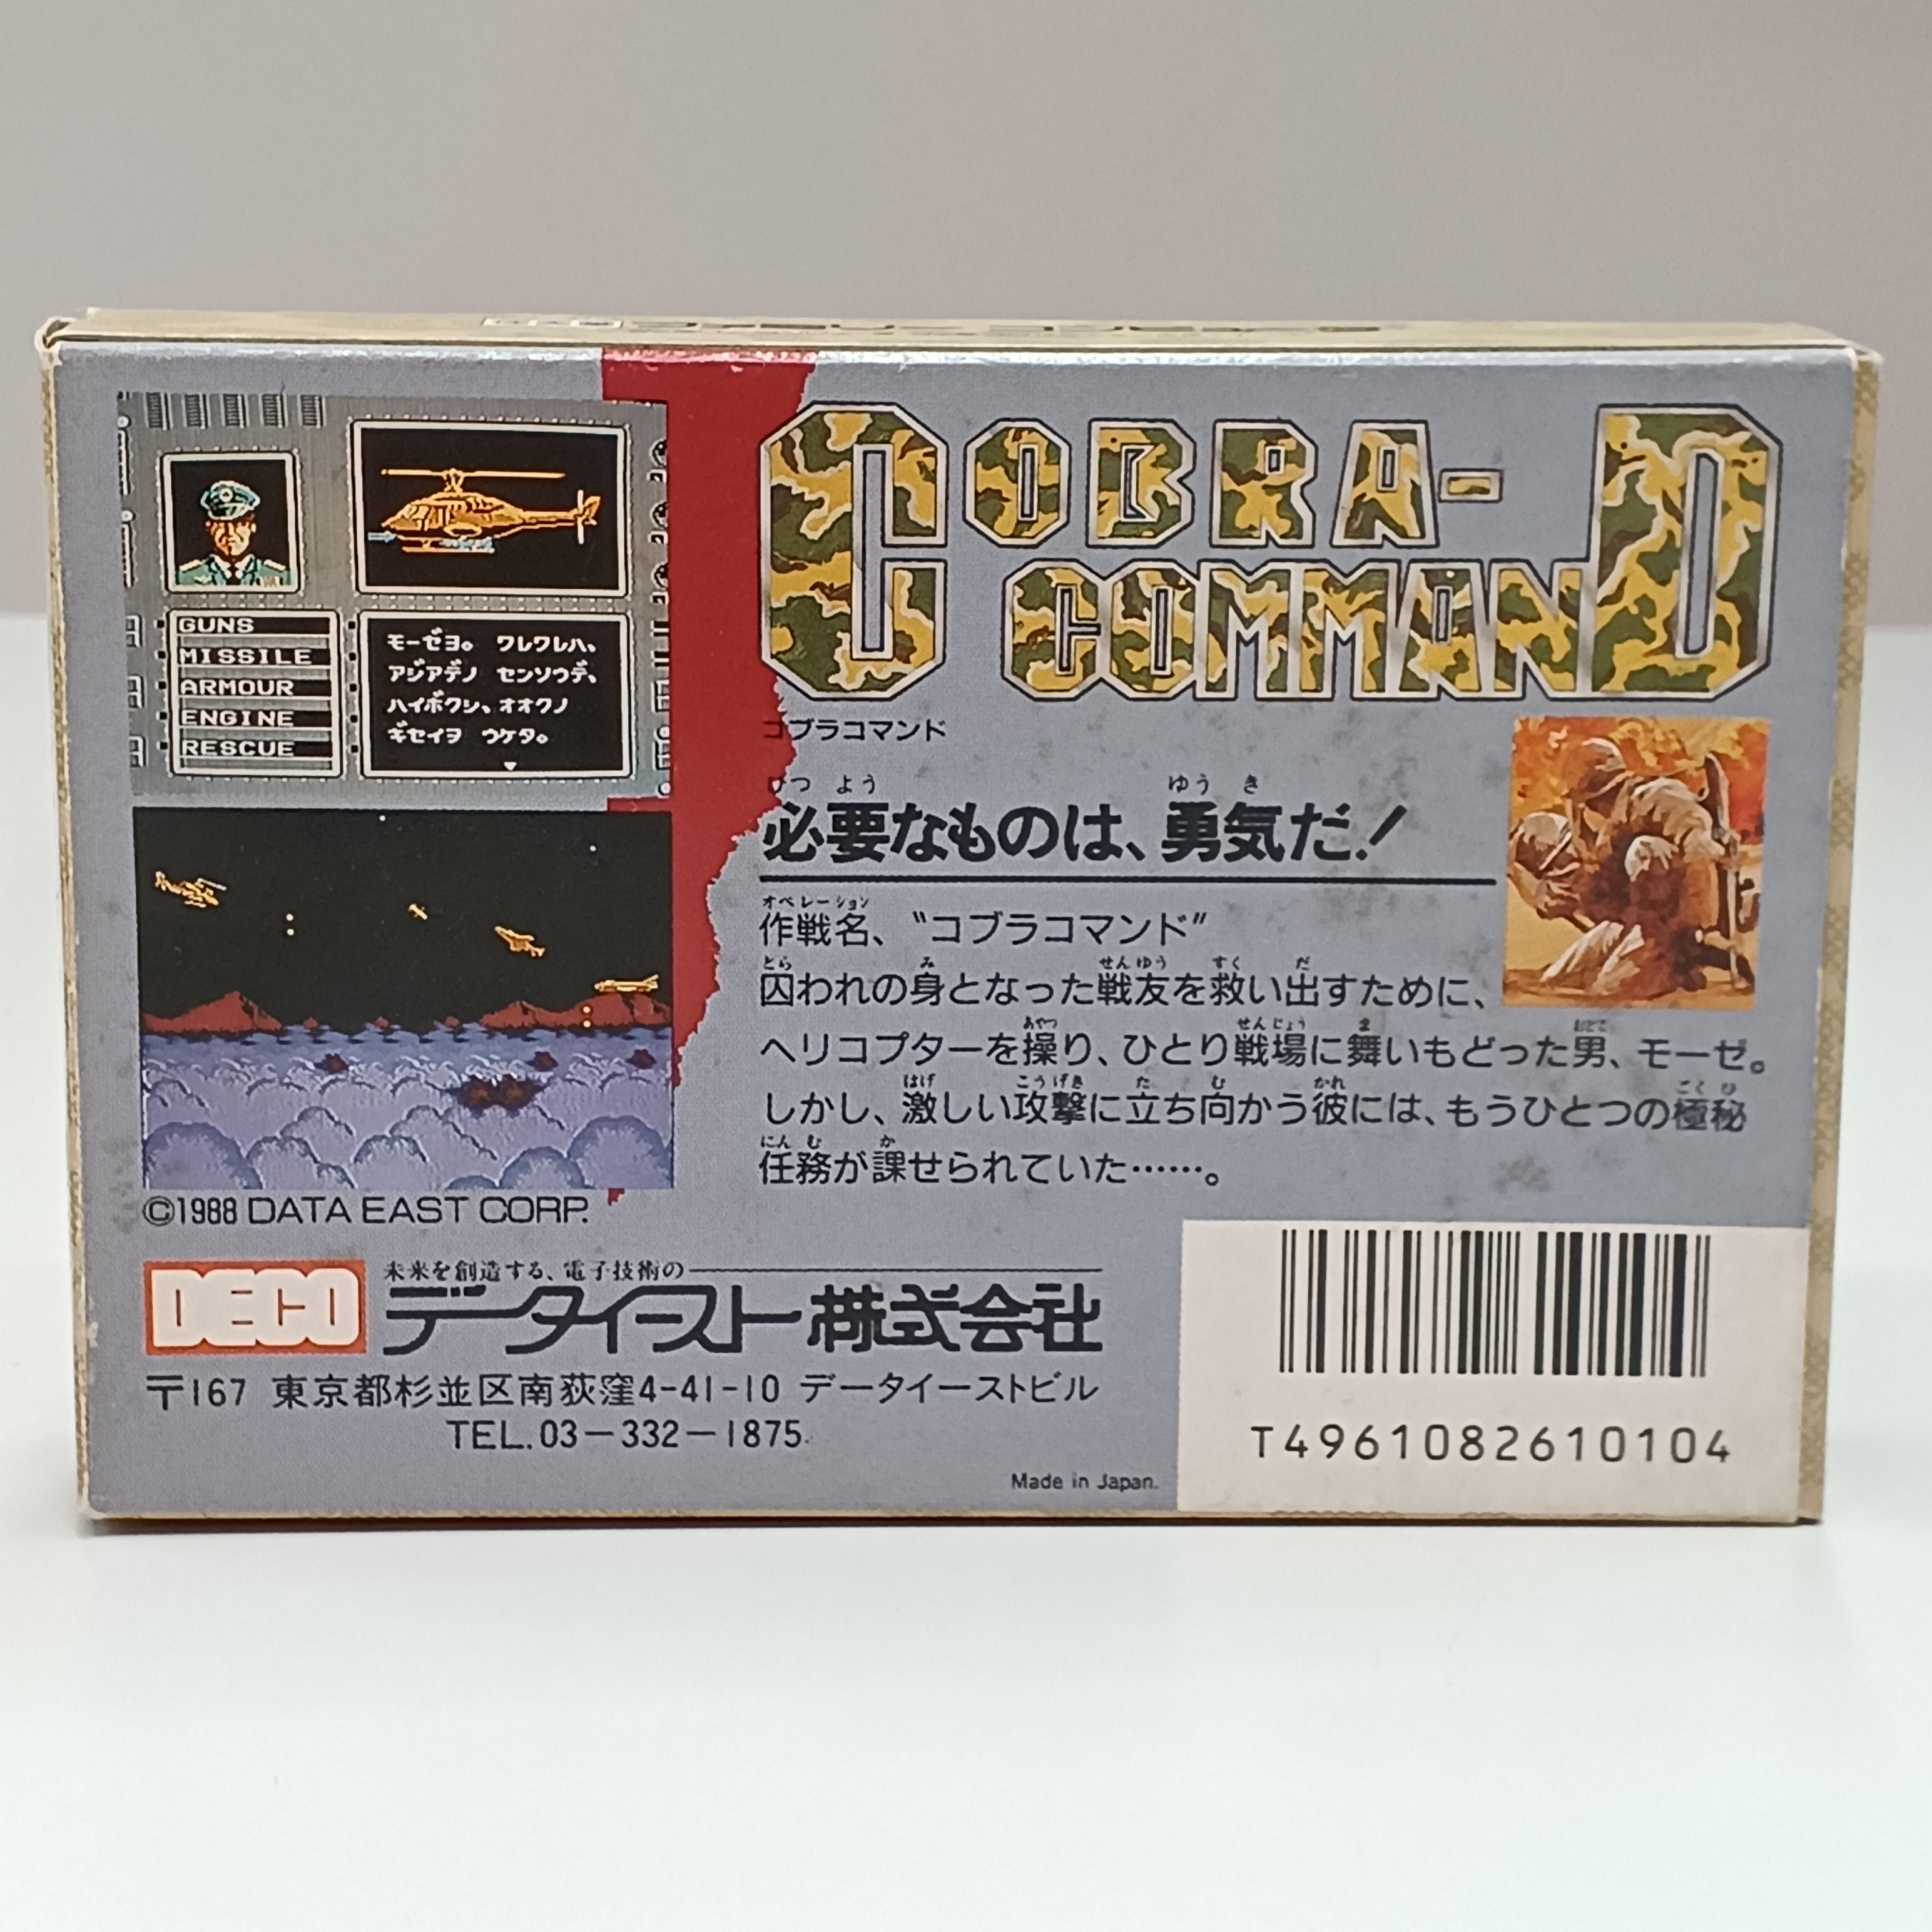 GUNS
MISSILE
ARMOUR
ENGINE
RESCUE
モーゼヨ。 ワレワレハ、
アジアデノ センソウデ、
ハイボクシ、オオクノ
ギセイヲ ウケタ。
COBRA-
COMMAND
コブラコマンド
ひつ よう ゆう き
必要なものは、勇気だ!
オペレーション
作戦名、“コブラコマンド”
とら み せんゆう すく だ
囚われの身となった戦友を救い出すために、
あやつ せんじょう ま おとこ
ヘリコプターを操り、ひとり戦場に舞いもどった男、モーゼ。
はげ こうげき た む かれ ごく ひ
しかし、激しい攻撃に立ち向かう彼には、もうひとつの極秘
にん む か
任務が課せられていた……。
©1988 DATA EAST CORP.
DECO
未来を創造する、電子技術の
データイースト株式会社
〒167 東京都杉並区南荻窪4-41-10 データイーストビル
TEL.03-332-1875
Made in Japan.
T4961082610104